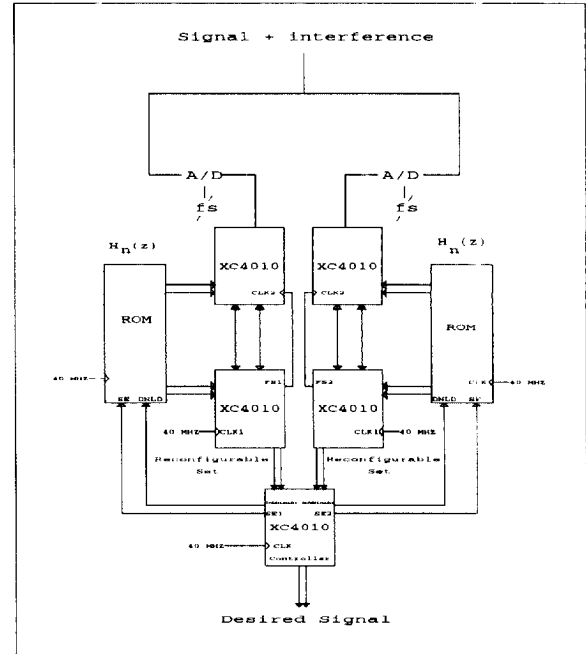 Signal + interference
A/D A/D
fs fs
Hn(z) Hn(z)
XC4010 XC4010
CLK2 CLK2
ROM ROM
40 MHZ CLK 40 MHZ
SE DNLD DNLD SE
FS1 FS2
XC4010 XC4010
40 MHZ CLK1 CLK1 40 MHZ
Reconfigurable Reconfigurable
Set Set
SE1 SE2
XC4010
40 MHZ CLK
Controller
Desired Signal